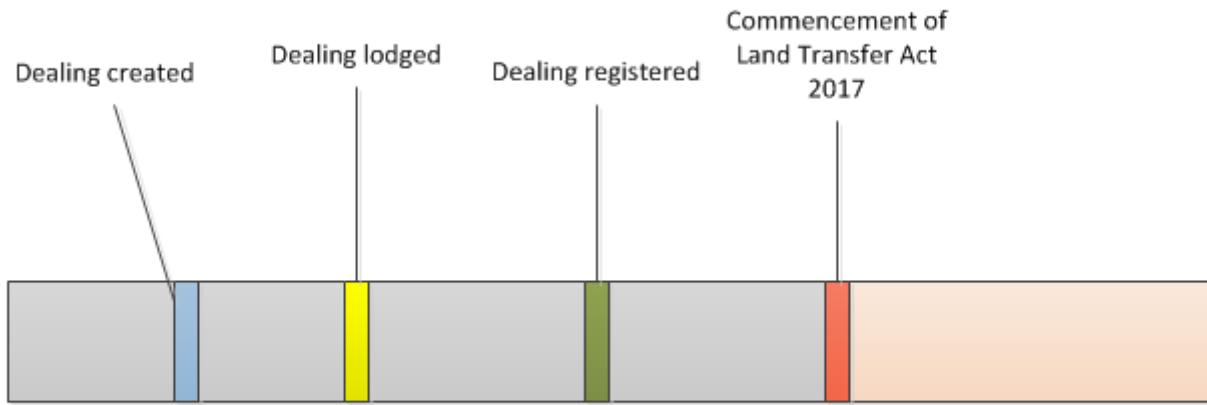 Dealing created
Dealing lodged
Dealing registered
Commencement of
Land Transfer Act
2017